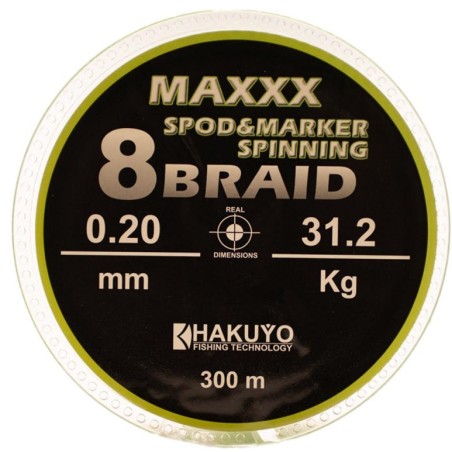 MAXXX
SPOD&MARKER
SPINNING
8 BRAID
REAL
0.20 31.2
DIMENSIONS
mm Kg
HAKUYO
FISHING TECHNOLOGY
300 m